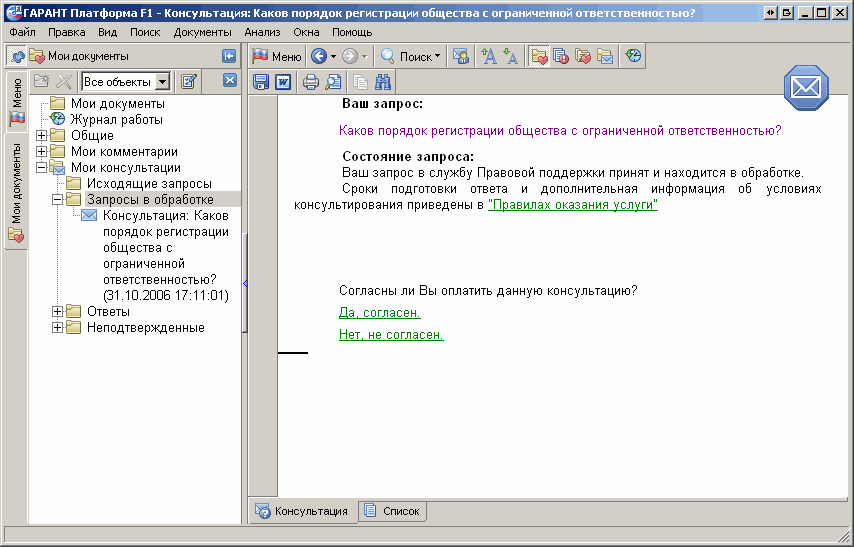 ГАРАНТ Платформа F1 - Консультация: Каков порядок регистрации общества с ограниченной ответственностью?
Файл Правка Вид Поиск Документы Анализ Окна Помощь
Мои документы
Меню
Поиск
Все объекты
Меню
Мои документы
Мои документы
Журнал работы
Общие
Мои комментарии
Мои консультации
Исходящие запросы
Запросы в обработке
Консультация: Каков
порядок регистрации
общества с
ограниченной
ответственностью?
(31.10.2006 17:11:01)
Ответы
Неподтвержденные
Ваш запрос:
Каков порядок регистрации общества с ограниченной ответственностью?
Состояние запроса:
Ваш запрос в службу Правовой поддержки принят и находится в обработке.
Сроки подготовки ответа и дополнительная информация об условиях
консультирования приведены в "Правилах оказания услуги"
Согласны ли Вы оплатить данную консультацию?
Да, согласен.
Нет, не согласен.
Консультация
Список